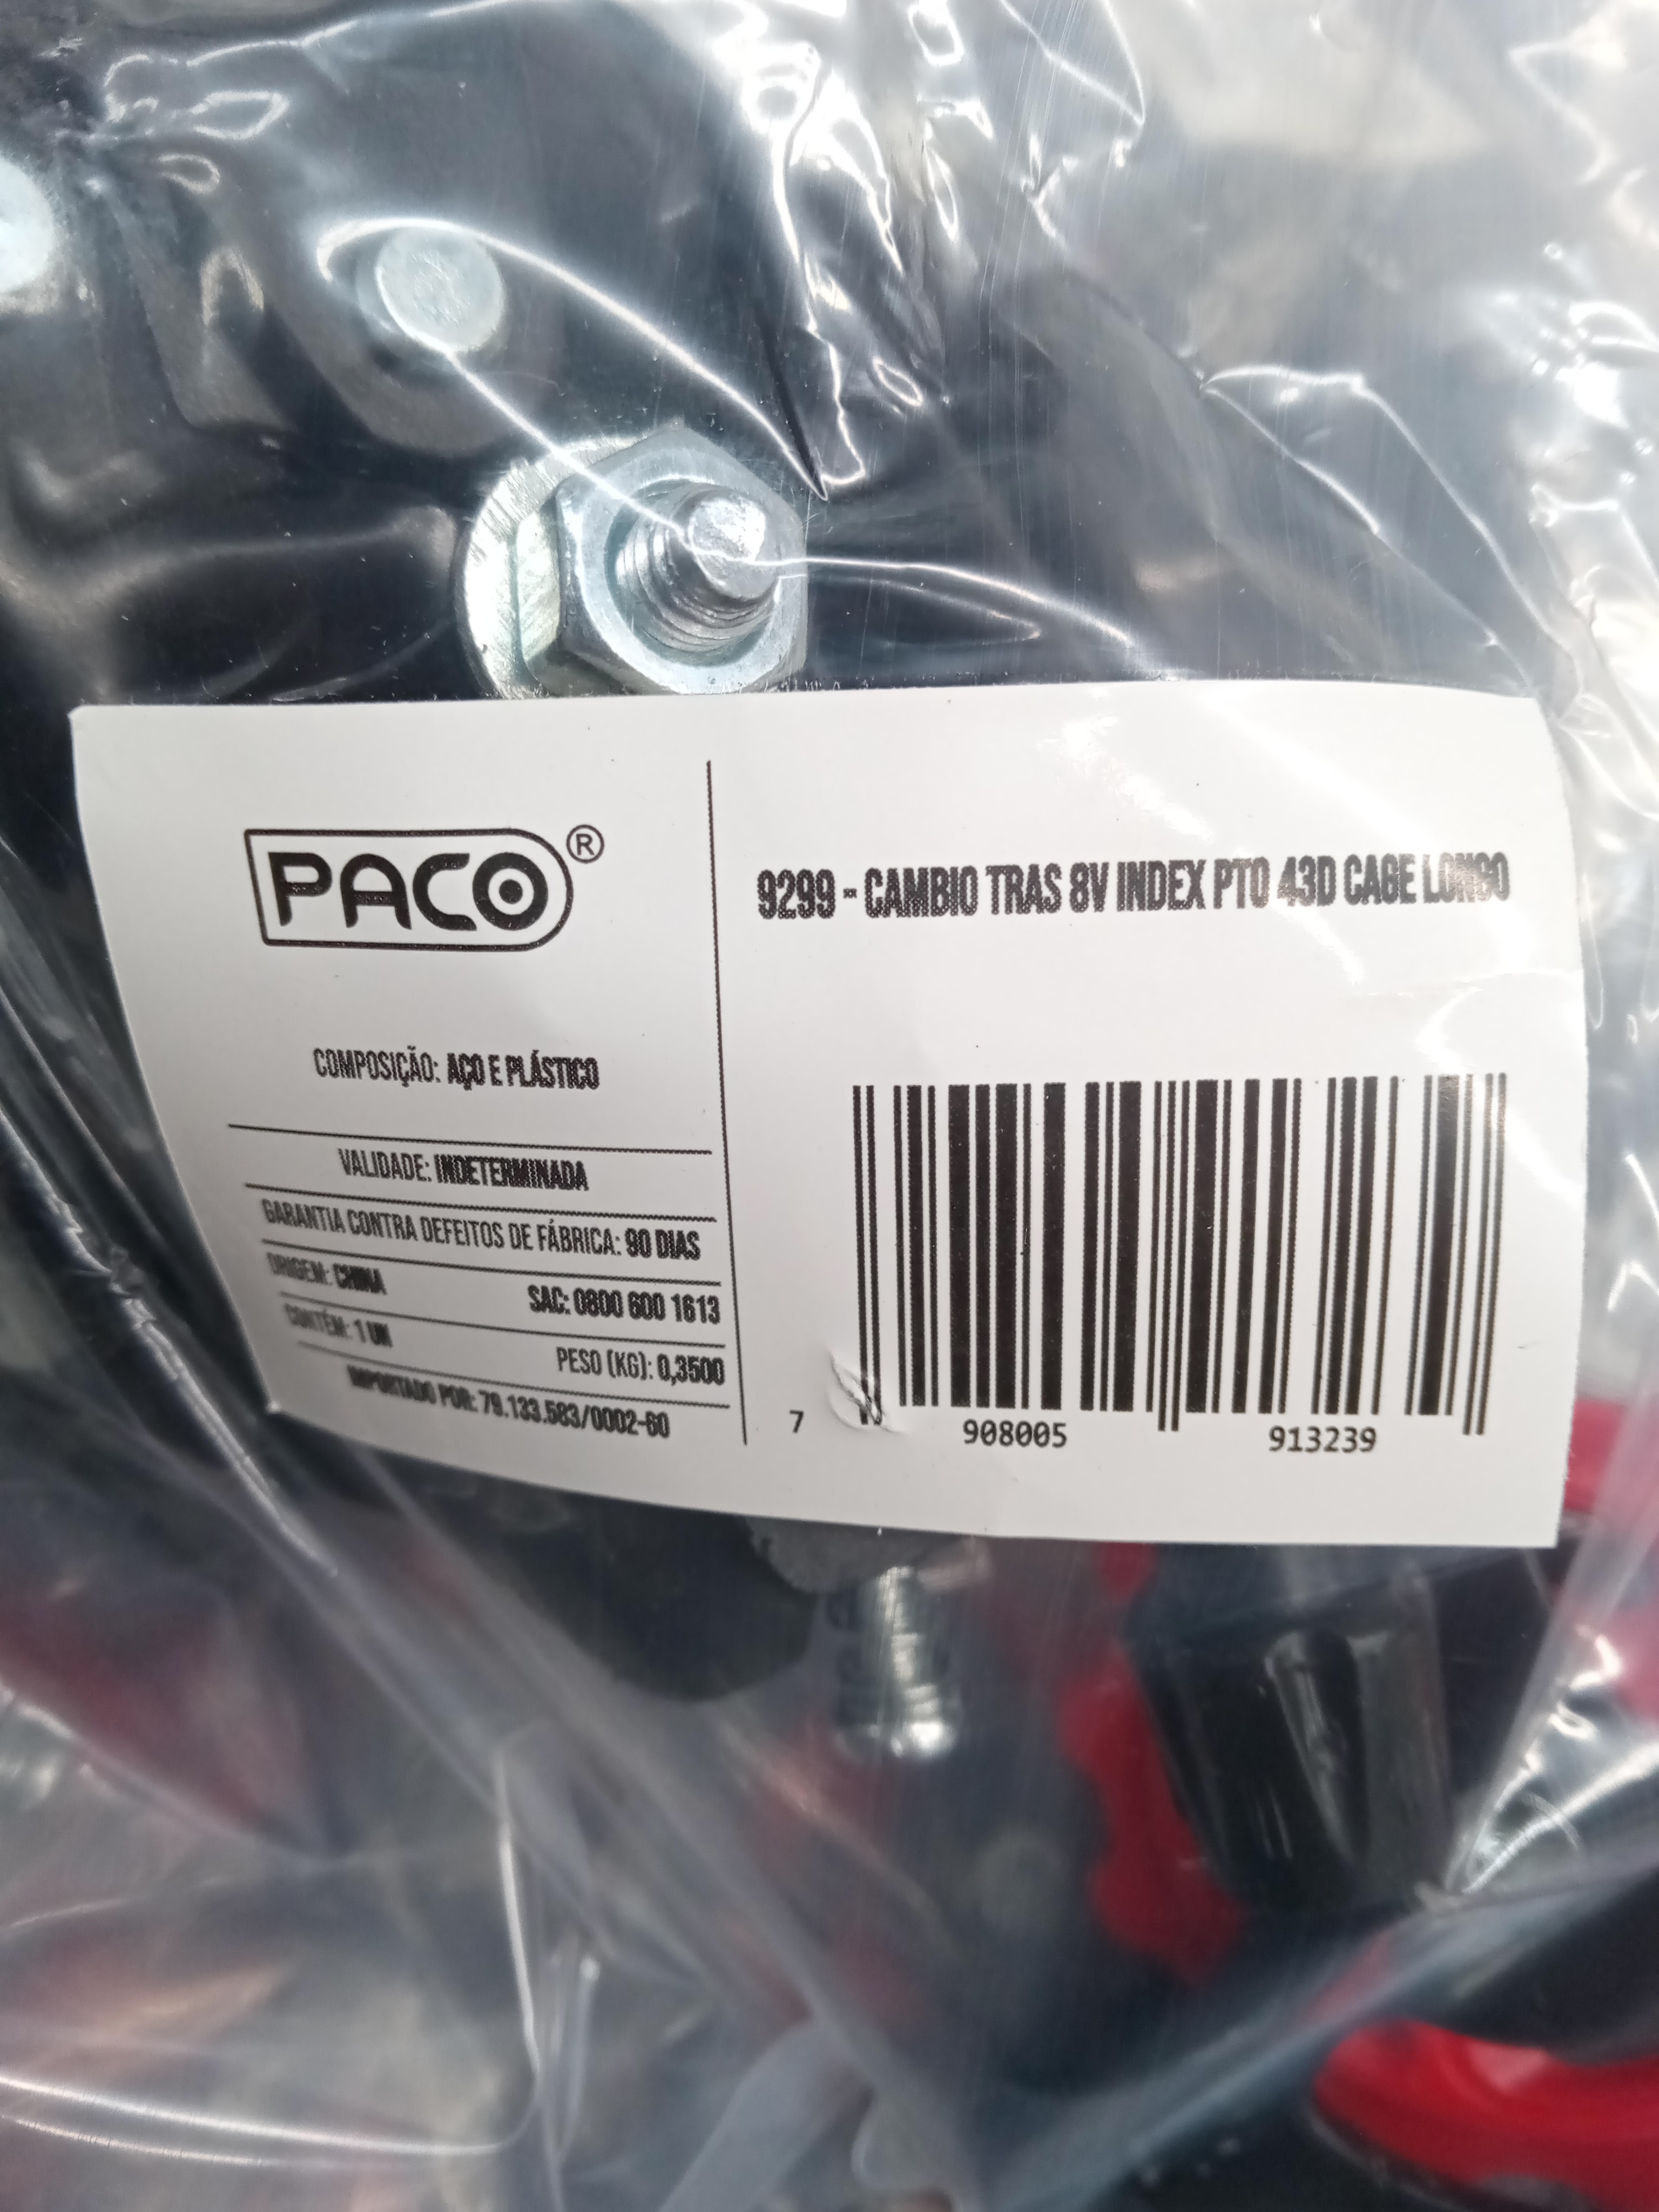 PACO®
COMPOSIÇÃO: AÇO E PLÁSTICO
VALIDADE: INDETERMINADA
GARANTIA CONTRA DEFEITOS DE FÁBRICA: 90 DIAS
ORIGEM: CHINA SAC: 0800 600 1613
CONTÉM: 1 UN PESO (KG): 0,3500
IMPORTADO POR: 79.133.583/0002-60
9299 - CAMBIO TRAS 8V INDEX PTO 43D CAGE LONGO
7 908005 913239